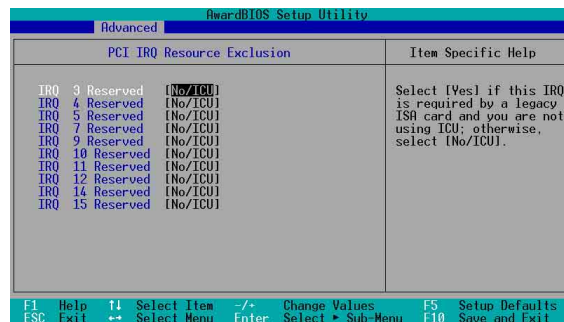 AwardBIOS Setup Utility
Advanced
PCI IRQ Resource Exclusion
Item Specific Help
IRQ 3 Reserved [No/ICU]
IRQ 4 Reserved [No/ICU]
IRQ 5 Reserved [No/ICU]
IRQ 7 Reserved [No/ICU]
IRQ 9 Reserved [No/ICU]
IRQ 10 Reserved [No/ICU]
IRQ 11 Reserved [No/ICU]
IRQ 12 Reserved [No/ICU]
IRQ 14 Reserved [No/ICU]
IRQ 15 Reserved [No/ICU]
Select [Yes] if this IRQ
is required by a legacy
ISA card and you are not
using ICU; otherwise,
select [No/ICU].
F1 Help ↑↓ Select Item -/+ Change Values F5 Setup Defaults
ESC Exit ↔ Select Menu Enter Select ► Sub-Menu F10 Save and Exit